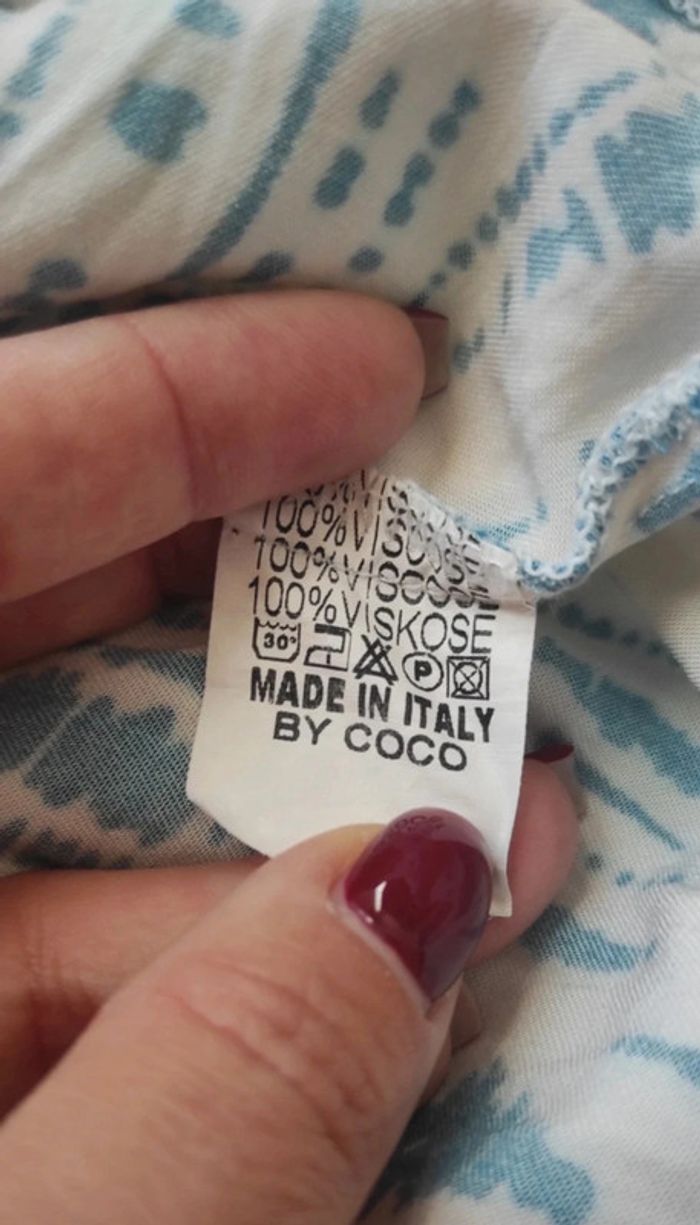 100% VISCOSE
100% VISCOSE
100% VISKOSE
30°
P
MADE IN ITALY
BY COCO